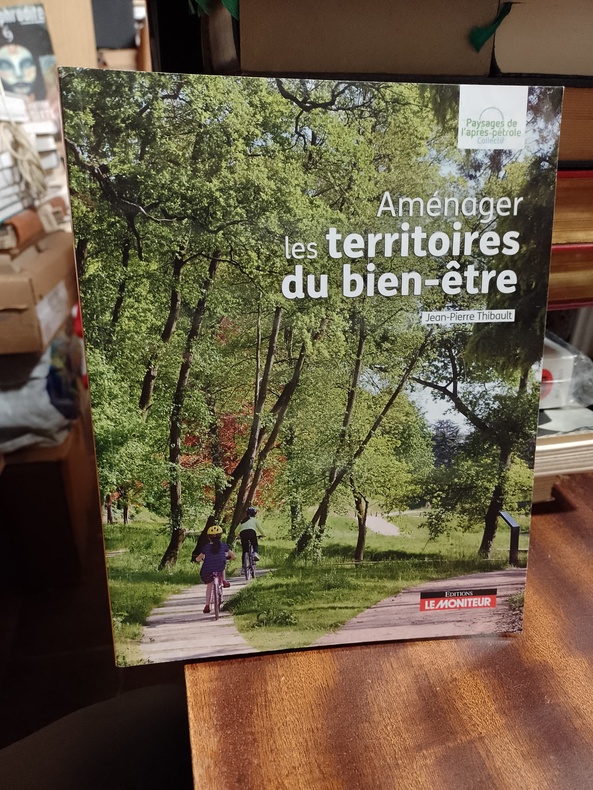 Paysages de
l'après-pétrole
Collectif
Aménager
les territoires
du bien-être
Jean-Pierre Thibault
EDITIONS
LE MONITEUR